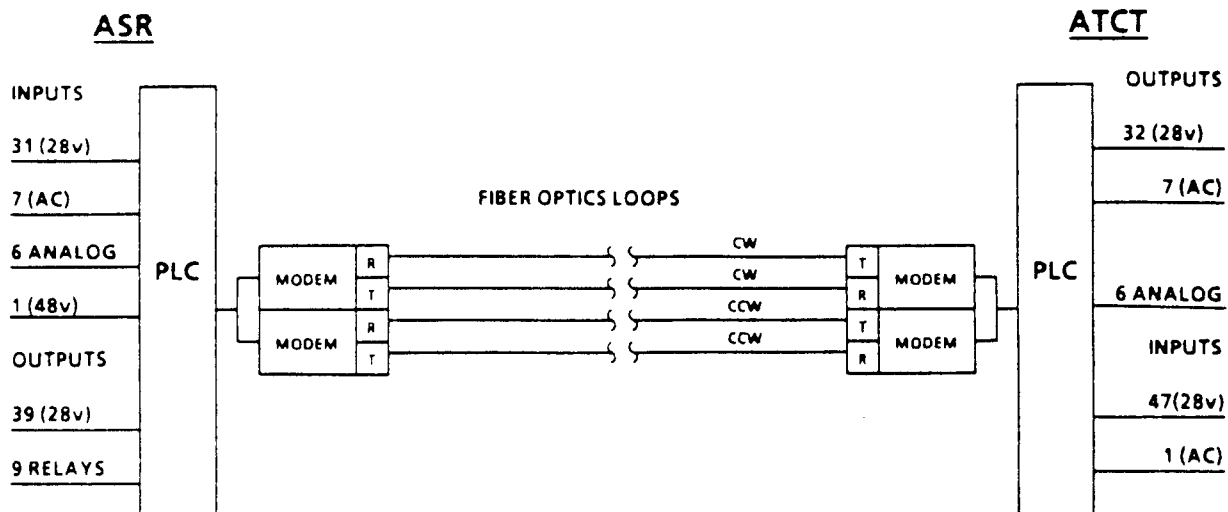 ASR
INPUTS
31 (28v)
7 (AC)
6 ANALOG
1 (48v)
OUTPUTS
39 (28v)
9 RELAYS
PLC
FIBER OPTICS LOOPS
MODEM
R
T
MODEM
R
T
CW
CW
CCW
CCW
T
R
MODEM
T
R
MODEM
ATCT
PLC
OUTPUTS
32 (28v)
7 (AC)
6 ANALOG
INPUTS
47(28v)
1 (AC)